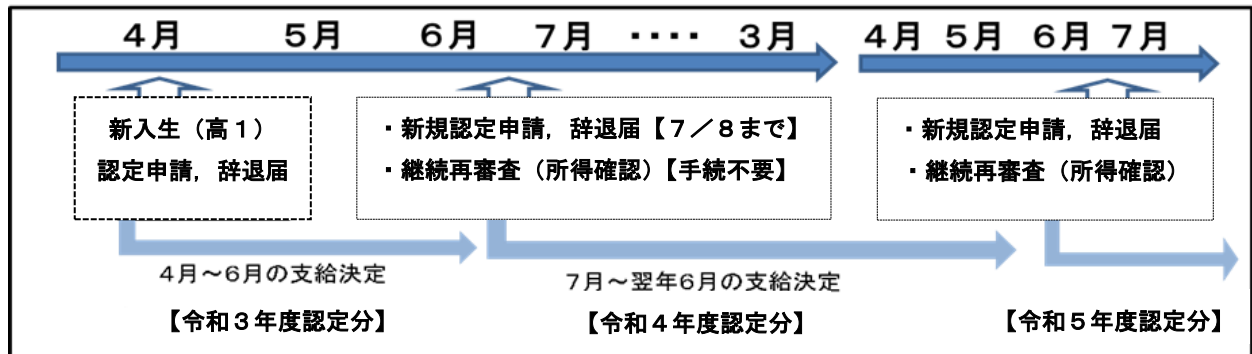 4月 5月 6月 7月 ‥‥ 3月 4月 5月 6月 7月
新入生(高1)
認定申請,辞退届
・新規認定申請,辞退届【7/8まで】
・継続再審査(所得確認)【手続不要】
・新規認定申請,辞退届
・継続再審査(所得確認)
4月~6月の支給決定
【令和3年度認定分】
7月~翌年6月の支給決定
【令和4年度認定分】
【令和5年度認定分】